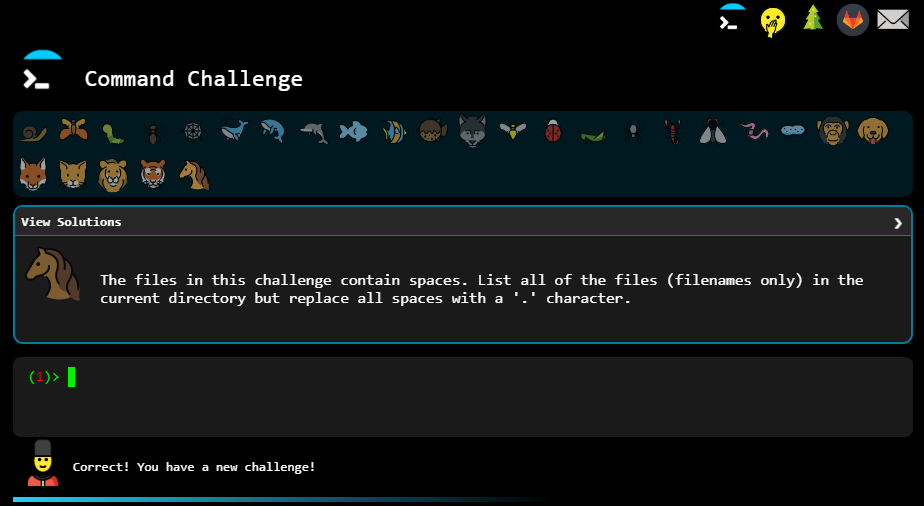 Command Challenge
View Solutions
The files in this challenge contain spaces. List all of the files (filenames only) in the
current directory but replace all spaces with a '.' character.
(1)>
Correct! You have a new challenge!